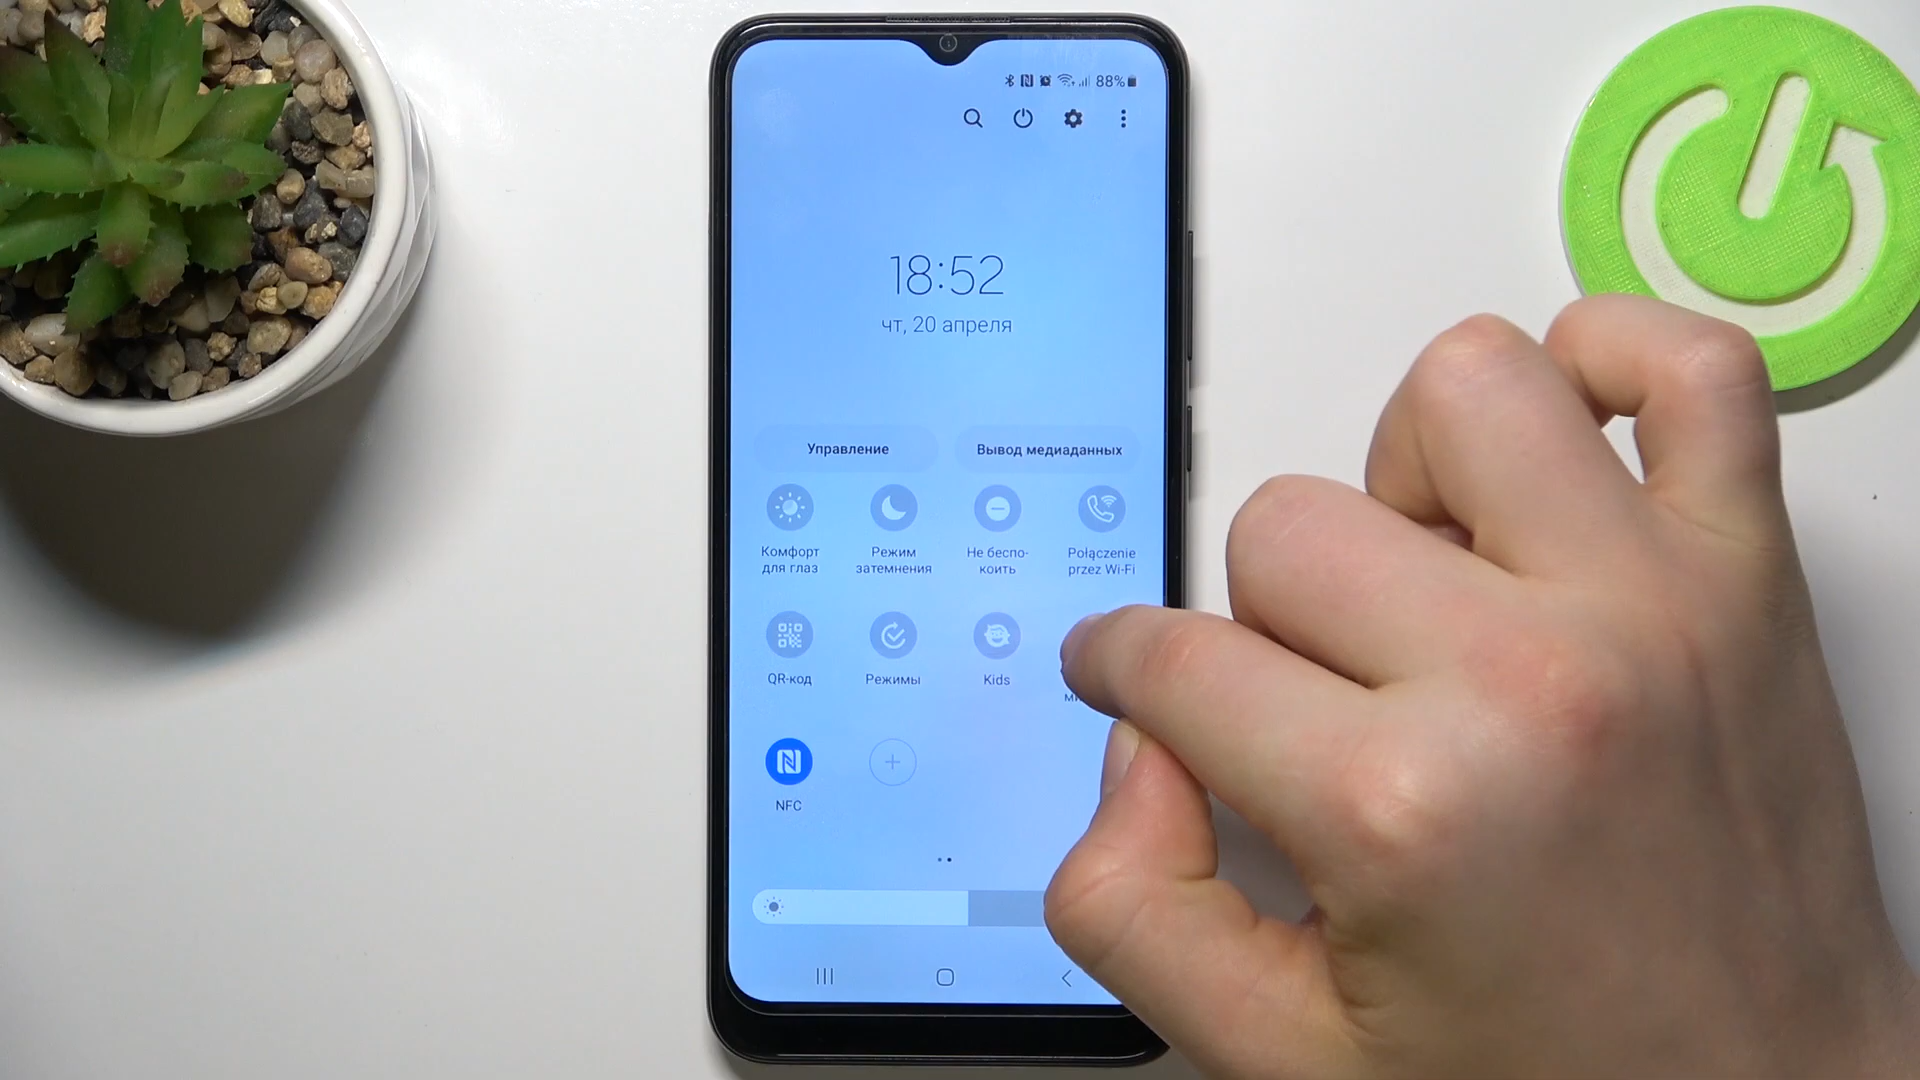 88%
18:52
чт, 20 апреля
Управление
Вывод медиаданных
Комфорт
для глаз
Режим
затемнения
Не беспо-
коить
Połączenie
przez Wi-Fi
QR-код
Режимы
Kids
NFC